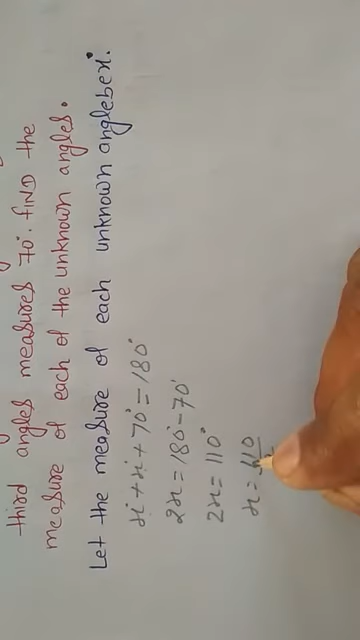 third angles measures 70°. FIND the
measure of each of the unknown angles.
Let the measure of each unknown angle be x°.
x° + x° + 70° = 180°
2x = 180° - 70°
2x = 110°
x = 110